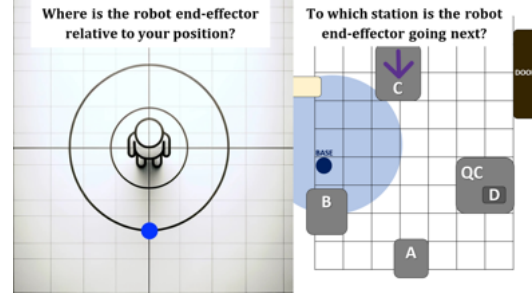 Where is the robot end-effector
relative to your position?
To which station is the robot
end-effector going next?
C
DOOR
BASE
QC
D
B
A